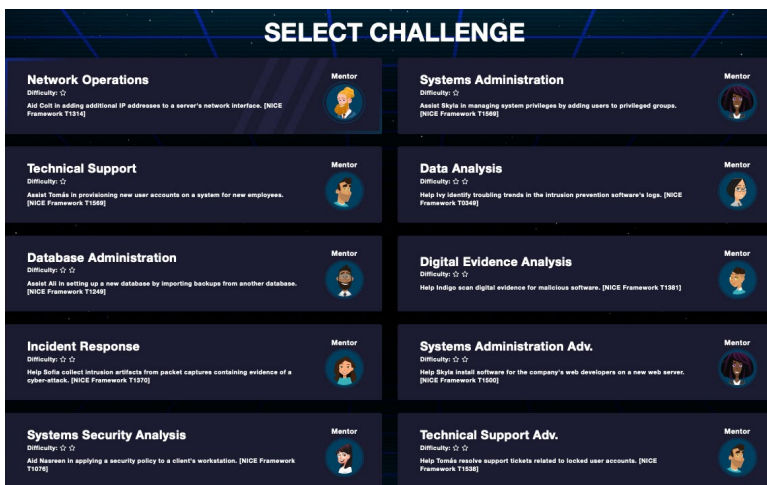 SELECT CHALLENGE
Network Operations
Mentor
Difficulty: ☆
Aid Colt in adding additional IP addresses to a server's network interface. [NICE
Framework T1314]
Systems Administration
Mentor
Difficulty: ☆
Assist Skyla in managing system privileges by adding users to privileged groups.
[NICE Framework T1569]
Technical Support
Mentor
Difficulty: ☆
Assist Tomás in provisioning new user accounts on a system for new employees.
[NICE Framework T1569]
Data Analysis
Mentor
Difficulty: ☆
Help Ivy identify troubling trends in the intrusion prevention software's logs. [NICE
Framework T0349]
Database Administration
Mentor
Difficulty: ☆ ☆
Assist Ali in setting up a new database by importing backups from another database.
[NICE Framework T1249]
Digital Evidence Analysis
Mentor
Difficulty: ☆ ☆
Help Indigo scan digital evidence for malicious software. [NICE Framework T1381]
Incident Response
Mentor
Difficulty: ☆ ☆
Help Sofia collect intrusion artifacts from packet captures containing evidence of a
cyber-attack. [NICE Framework T1370]
Systems Administration Adv.
Mentor
Difficulty: ☆ ☆
Help Skyla install software for the company's web developers on a new web server.
[NICE Framework T1500]
Systems Security Analysis
Mentor
Difficulty: ☆ ☆
Aid Nasreen in applying a security policy to a client's workstation. [NICE Framework
T1076]
Technical Support Adv.
Mentor
Difficulty: ☆ ☆
Help Tomás resolve support tickets related to locked user accounts. [NICE
Framework T1538]